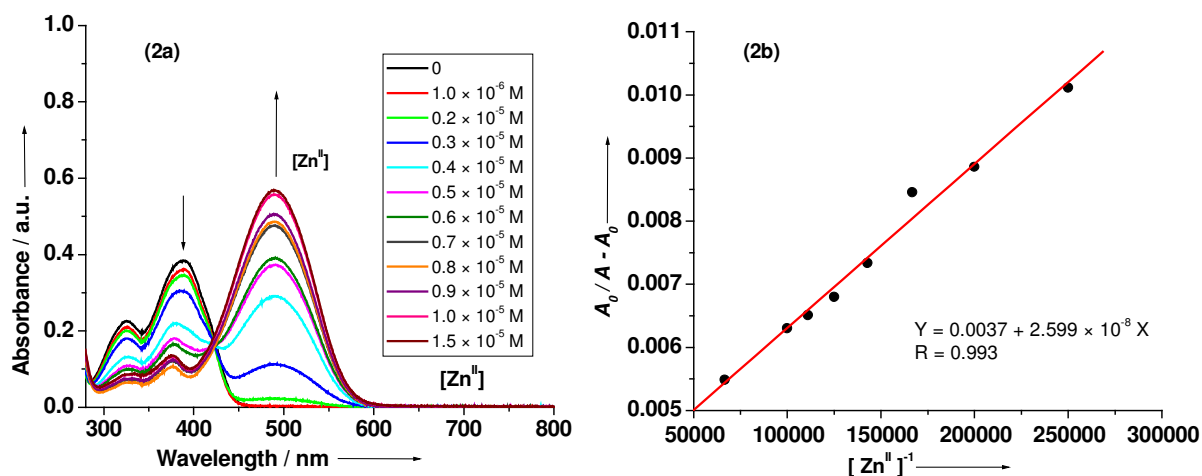 (2a)
1.0
0.8
0.6
0.4
0.2
0.0
Absorbance / a.u.
300 400 500 600 700 800
Wavelength / nm
[Zn^II]
0
1.0 × 10^-6 M
0.2 × 10^-5 M
0.3 × 10^-5 M
0.4 × 10^-5 M
0.5 × 10^-5 M
0.6 × 10^-5 M
0.7 × 10^-5 M
0.8 × 10^-5 M
0.9 × 10^-5 M
1.0 × 10^-5 M
1.5 × 10^-5 M
[Zn^II]
(2b)
0.011
0.010
0.009
0.008
0.007
0.006
0.005
A0 / A - A0
Y = 0.0037 + 2.599 × 10^-8 X
R = 0.993
50000 100000 150000 200000 250000 300000
[ Zn^II ]^-1